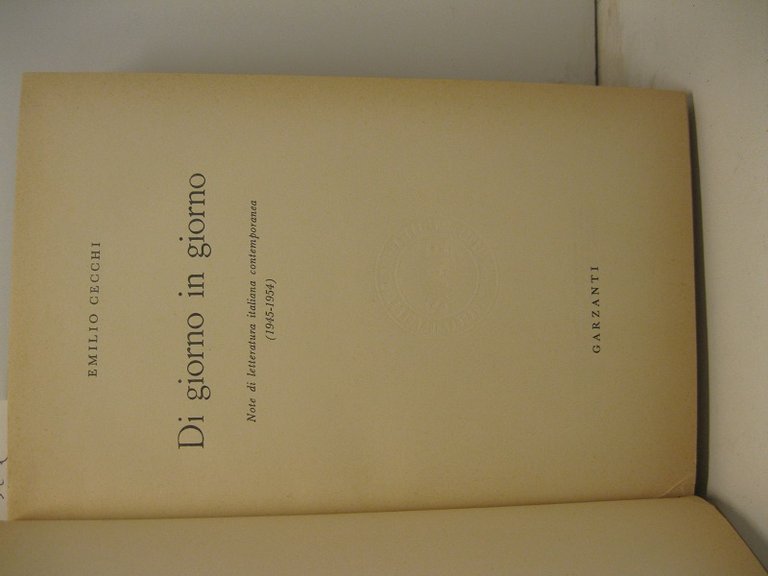 EMILIO CECCHI
Di giorno in giorno
Note di letteratura italiana contemporanea
(1945-1954)
GARZANTI